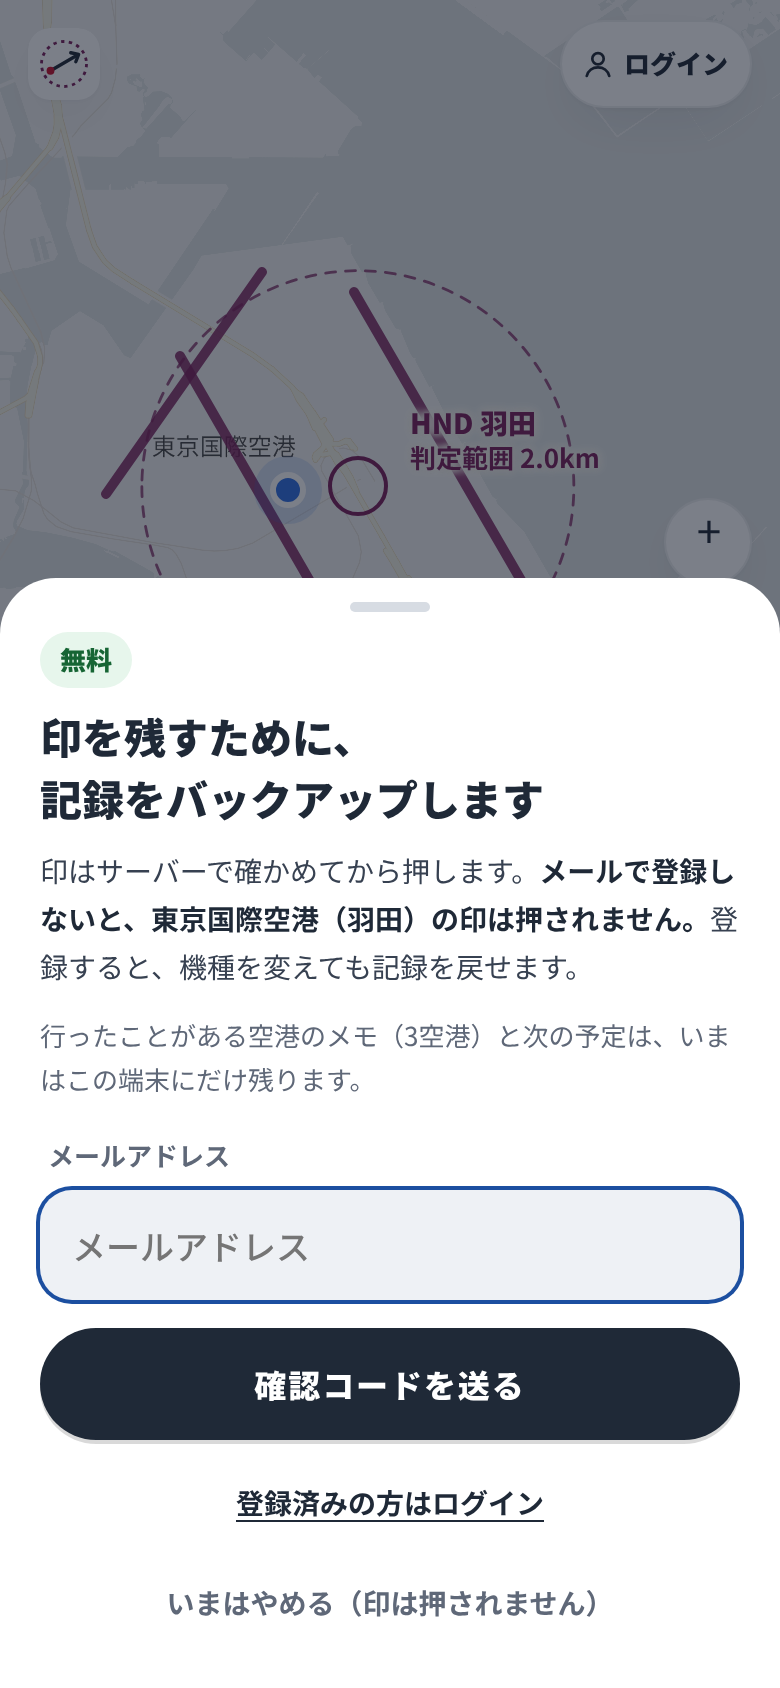 ログイン
HND 羽田
判定範囲 2.0km
東京国際空港
+
無料
印を残すために、
記録をバックアップします
印はサーバーで確かめてから押します。メールで登録し
ないと、東京国際空港（羽田）の印は押されません。登
録すると、機種を変えても記録を戻せます。
行ったことがある空港のメモ（3空港）と次の予定は、いま
はこの端末にだけ残ります。
メールアドレス
メールアドレス
確認コードを送る
登録済みの方はログイン
いまはやめる（印は押されません）